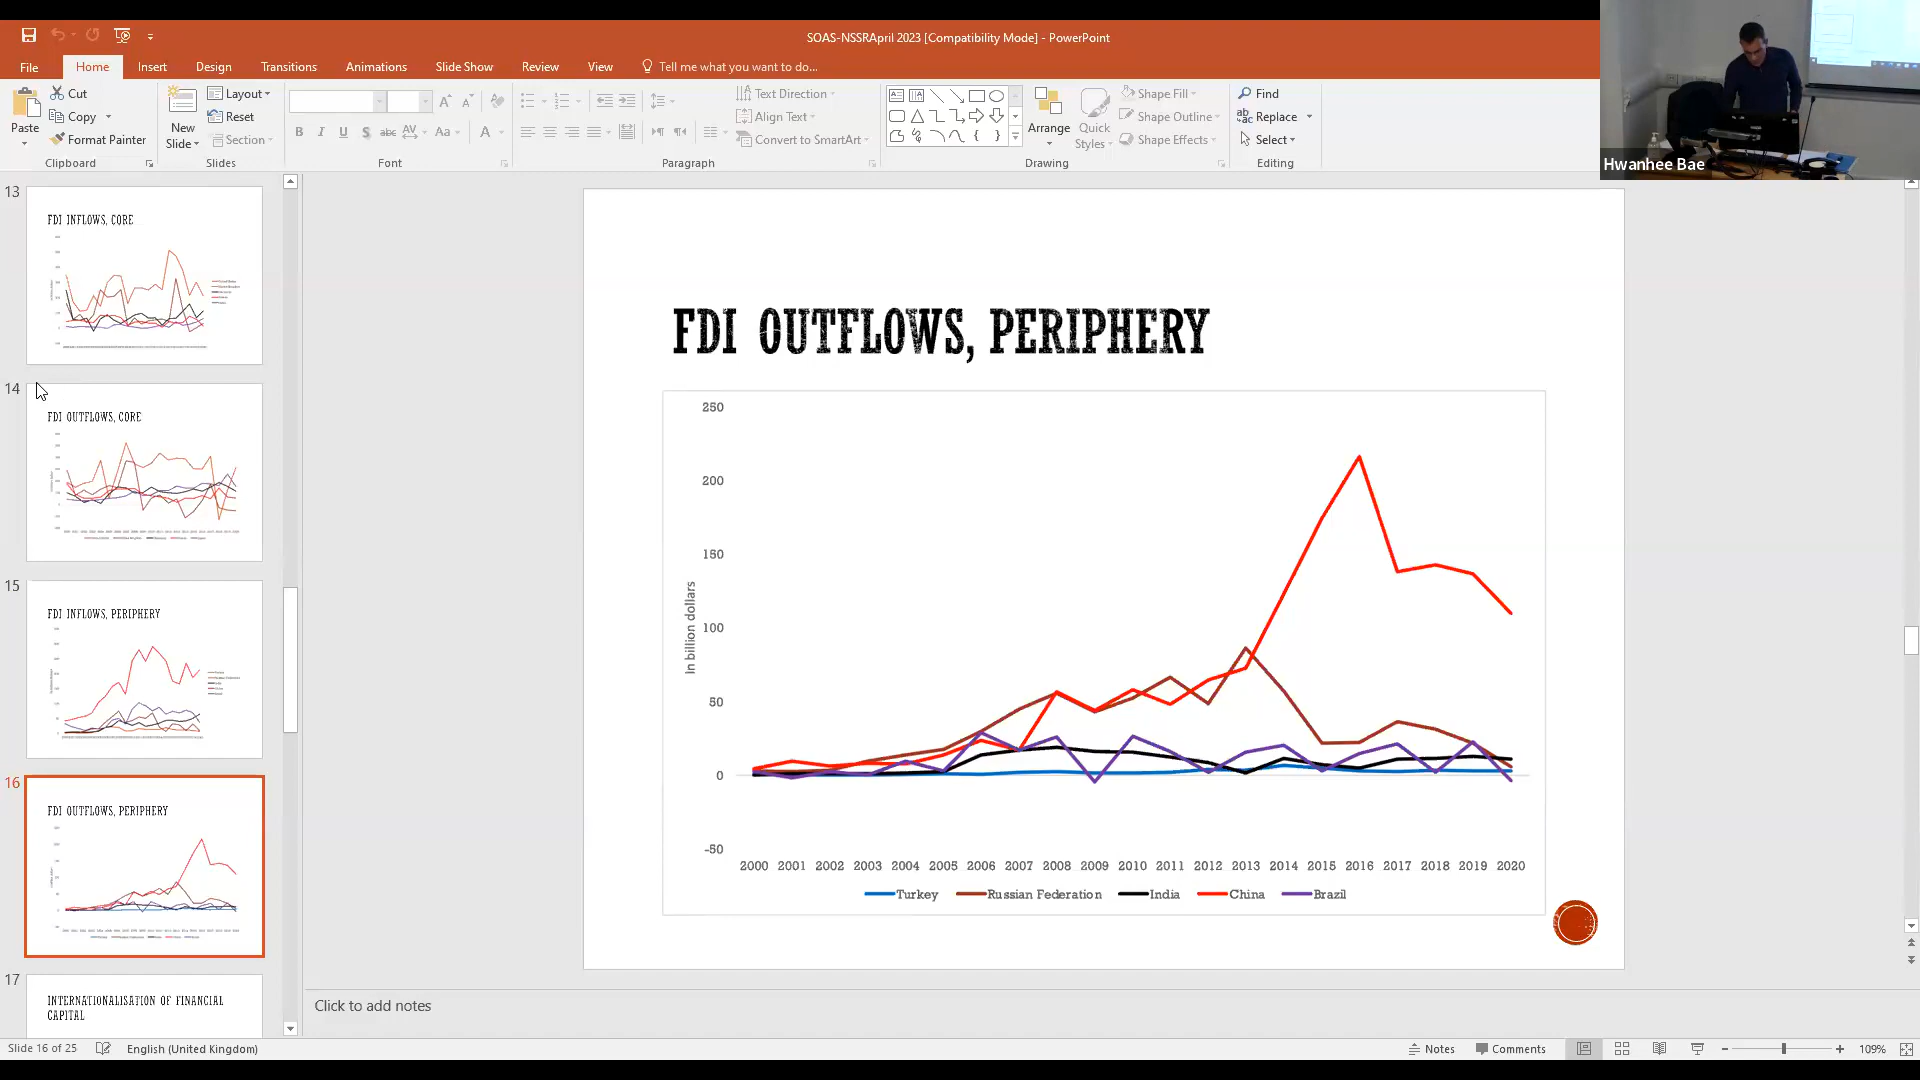 SOAS-NSSRApril 2023 [Compatibility Mode] - PowerPoint
File Home Insert Design Transitions Animations Slide Show Review View Tell me what you want to do...
Paste
Cut
Copy
Format Painter
Clipboard
New Slide
Layout
Reset
Section
Slides
Font
Text Direction
Align Text
Convert to SmartArt
Paragraph
Arrange
Quick Styles
Shape Fill
Shape Outline
Shape Effects
Drawing
Find
Replace
Select
Editing
Hwanhee Bae
13
FDI INFLOWS, CORE
14
FDI OUTFLOWS, CORE
15
FDI INFLOWS, PERIPHERY
16
FDI OUTFLOWS, PERIPHERY
17
INTERNATIONALISATION OF FINANCIAL
CAPITAL
FDI OUTFLOWS, PERIPHERY
In billion dollars
250
200
150
100
50
0
-50
2000 2001 2002 2003 2004 2005 2006 2007 2008 2009 2010 2011 2012 2013 2014 2015 2016 2017 2018 2019 2020
Turkey Russian Federation India China Brazil
Click to add notes
Slide 16 of 25 English (United Kingdom) Notes Comments 109%